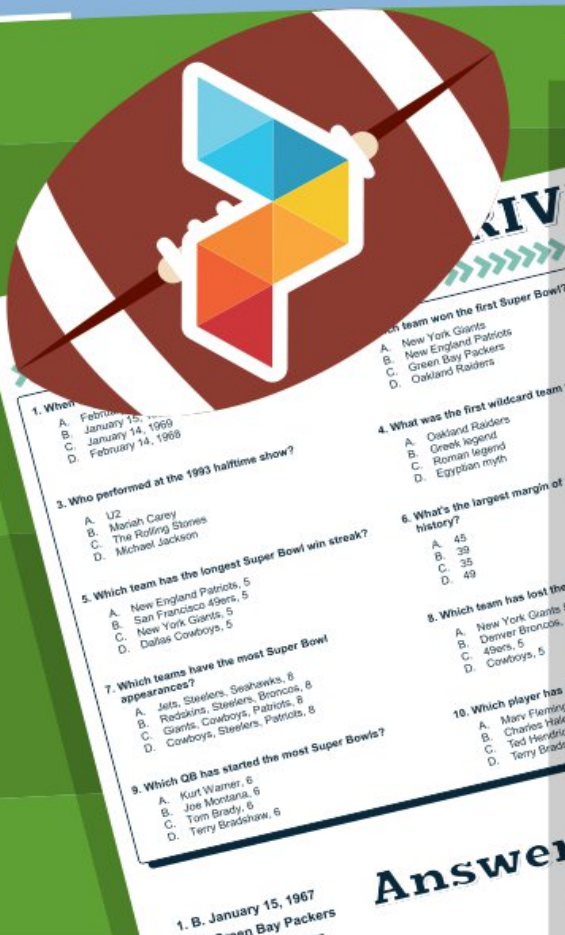 1. When
A.
B. January 15,
C. January 14, 1969
D. February 14, 1968
team won the first Super Bowl?
A. New York Giants
B. New England Patriots
C. Green Bay Packers
D. Oakland Raiders
3. Who performed at the 1993 halftime show?
A. U2
B. Mariah Carey
C. The Rolling Stones
D. Michael Jackson
4. What was the first wildcard team
A. Oakland Raiders
B. Greek legend
C. Roman legend
D. Egyptian myth
5. Which team has the longest Super Bowl win streak?
A. New England Patriots, 5
B. San Francisco 49ers, 5
C. New York Giants, 5
D. Dallas Cowboys, 5
6. What's the largest margin of
history?
A. 45
B. 39
C. 35
D. 49
7. Which teams have the most Super Bowl
appearances?
A. Jets, Steelers, Seahawks, 8
B. Redskins, Steelers, Broncos, 8
C. Giants, Cowboys, Patriots, 8
D. Cowboys, Steelers, Patriots, 8
8. Which team has lost the
A. New York Giants
B. Denver Broncos,
C. 49ers, 5
D. Cowboys, 5
9. Which QB has started the most Super Bowls?
A. Kurt Warner, 6
B. Joe Montana, 6
C. Tom Brady, 6
D. Terry Bradshaw, 6
10. Which player has
A. Marv Fleming
B. Charles
C. Ted
D. Terry
1. B. January 15, 1967
Green Bay Packers